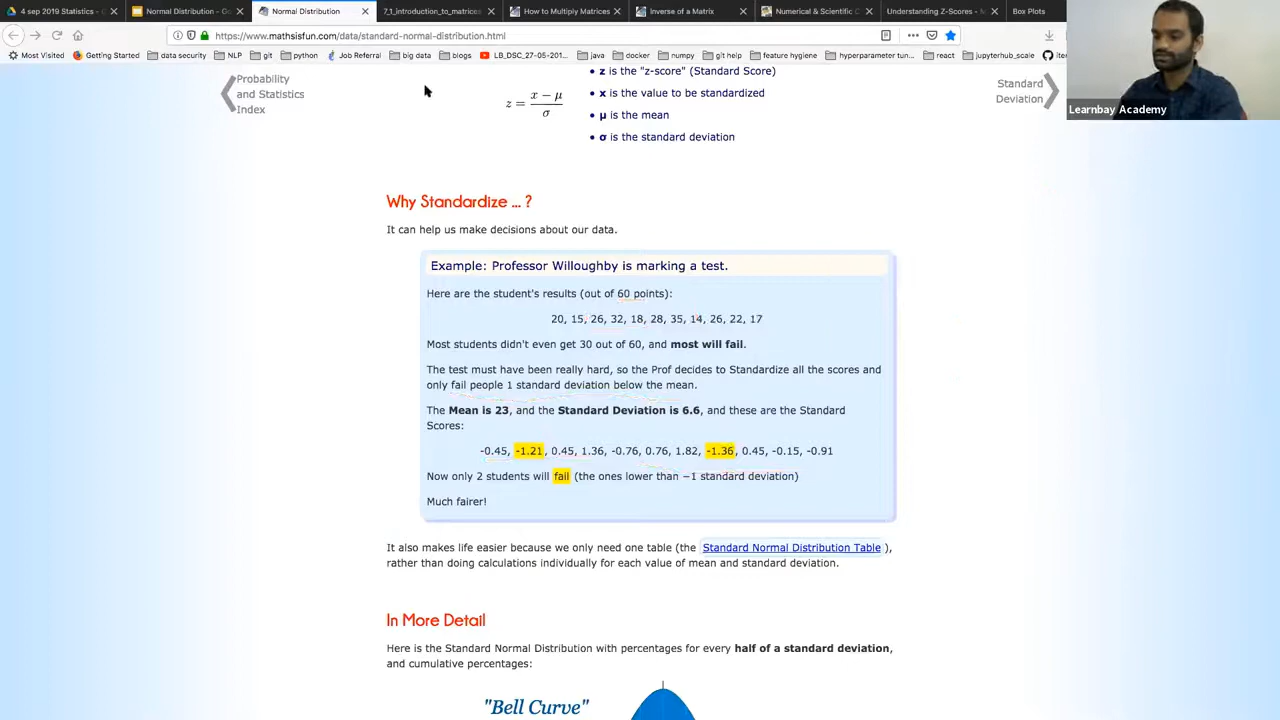 4 sep 2019 Statistics - G
Normal Distribution - Goog
Normal Distribution
7_1_introduction_to_matrices
How to Multiply Matrices
Inverse of a Matrix
Numerical & Scientific C
Understanding Z-Scores - M
Box Plots
https://www.mathsisfun.com/data/standard-normal-distribution.html
Most Visited
Getting Started
data security
NLP
git
python
Job Referral
big data
blogs
LB_DSC_27-05-201...
java
docker
numpy
git help
feature hygiene
hyperparameter tun...
react
jupyterhub_scale
Learnbay Academy
Probability
and Statistics
Index
Standard
Deviation
z = x − μ / σ
• z is the "z-score" (Standard Score)
• x is the value to be standardized
• μ is the mean
• σ is the standard deviation
Why Standardize ... ?
It can help us make decisions about our data.
Example: Professor Willoughby is marking a test.
Here are the student's results (out of 60 points):
20, 15, 26, 32, 18, 28, 35, 14, 26, 22, 17
Most students didn't even get 30 out of 60, and most will fail.
The test must have been really hard, so the Prof decides to Standardize all the scores and
only fail people 1 standard deviation below the mean.
The Mean is 23, and the Standard Deviation is 6.6, and these are the Standard
Scores:
-0.45, -1.21, 0.45, 1.36, -0.76, 0.76, 1.82, -1.36, 0.45, -0.15, -0.91
Now only 2 students will fail (the ones lower than −1 standard deviation)
Much fairer!
It also makes life easier because we only need one table (the Standard Normal Distribution Table ),
rather than doing calculations individually for each value of mean and standard deviation.
In More Detail
Here is the Standard Normal Distribution with percentages for every half of a standard deviation,
and cumulative percentages:
"Bell Curve"